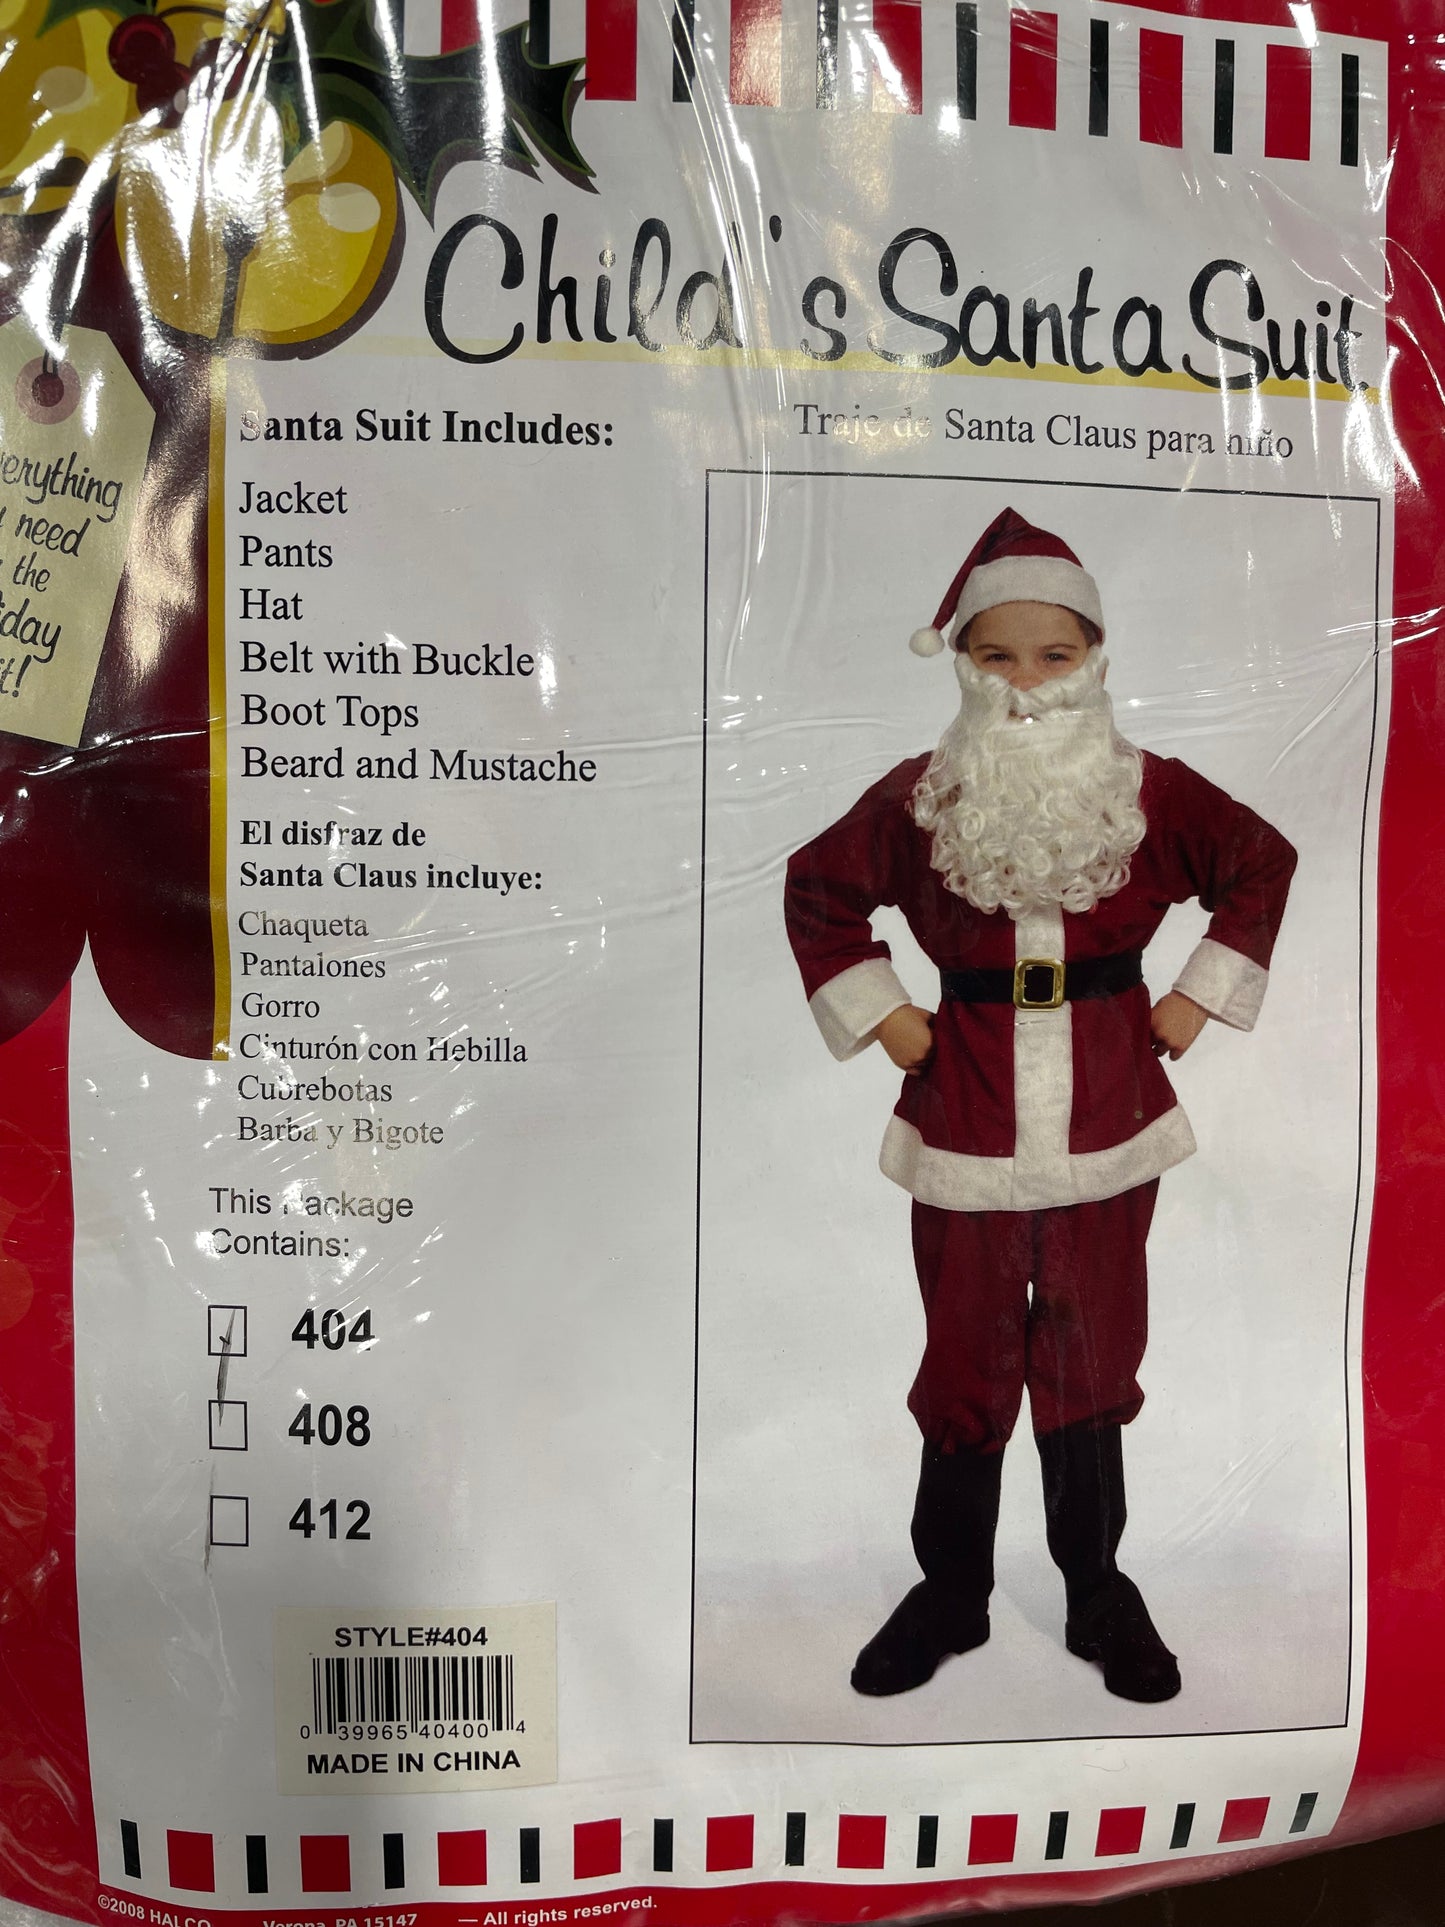 Child's Santa Suit
Traje de Santa Claus para niño
Santa Suit Includes:
Jacket
Pants
Hat
Belt with Buckle
Boot Tops
Beard and Mustache
El disfraz de
Santa Claus incluye:
Chaqueta
Pantalones
Gorro
Cinturón con Hebilla
Cubrebotas
Barba y Bigote
This Package
Contains:
404
408
412
STYLE#404
0 39965 40400 4
MADE IN CHINA
erything
need
the
iday
t!
©2008 HALCO Verona, PA 15147 — All rights reserved.